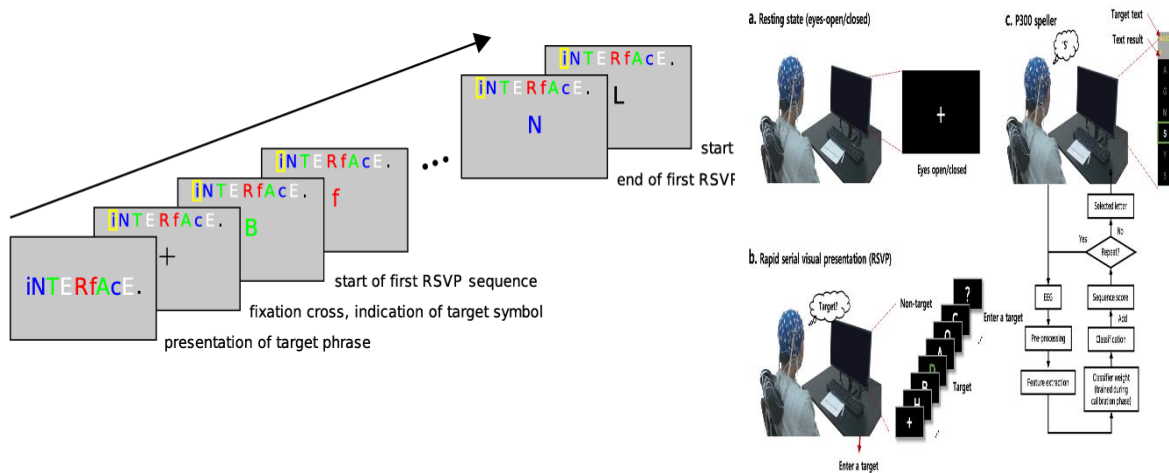 iNTERfAcE.
L
iNTERfAcE.
N
start
iNTERfAcE.
f
end of first RSVP
iNTERfAcE.
B
iNTERfAcE.
+
iNTERfAcE.
start of first RSVP sequence
fixation cross, indication of target symbol
presentation of target phrase
a. Resting state (eyes-open/closed)
+
Eyes open/closed
b. Rapid serial visual presentation (RSVP)
Target?
Non-target
?
Enter a target
A
D
Target
B
H
+
Enter a target
c. P300 speller
Target text
Text result
'S'
S
Selected letter
Yes
No
Repeat?
EEG
Sequence score
Add
Pre-processing
Classification
Feature extraction
Classifier weight
(trained during
calibration phase)